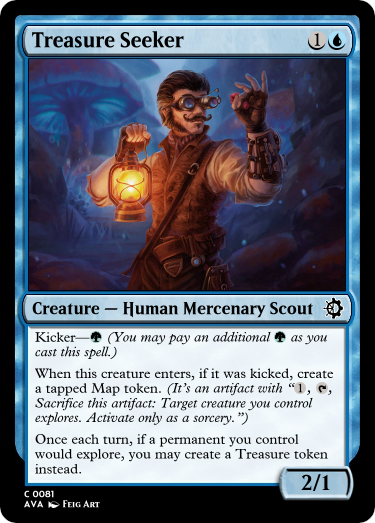 Treasure Seeker 1
Creature — Human Mercenary Scout
Kicker— (You may pay an additional as you
cast this spell.)
When this creature enters, if it was kicked, create
a tapped Map token. (It's an artifact with “1, ,
Sacrifice this artifact: Target creature you control
explores. Activate only as a sorcery.”)
Once each turn, if a permanent you control
would explore, you may create a Treasure token
instead.
2/1
C 0081
AVA Feig Art